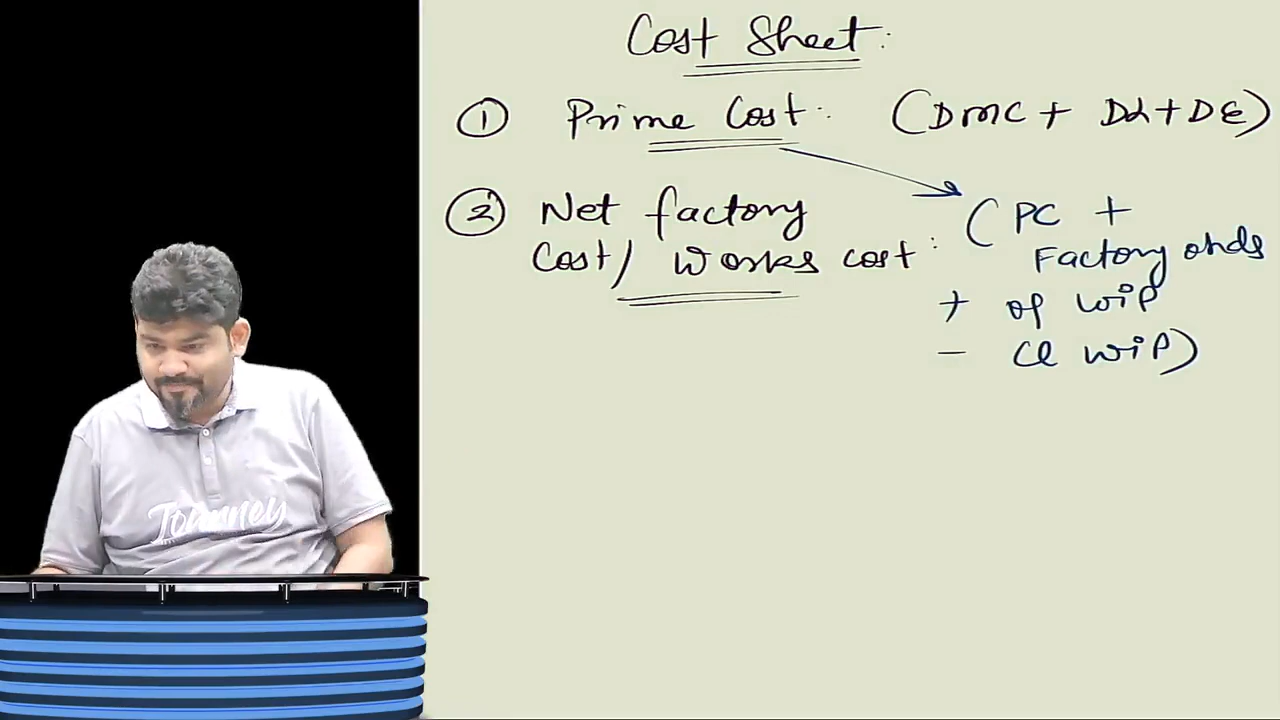 Cost Sheet:
① Prime Cost: (DMC + DL + DE)
② Net factory
Cost/ Works cost: (PC +
Factory ohds
+ op WIP
- Cl WIP)
Journey